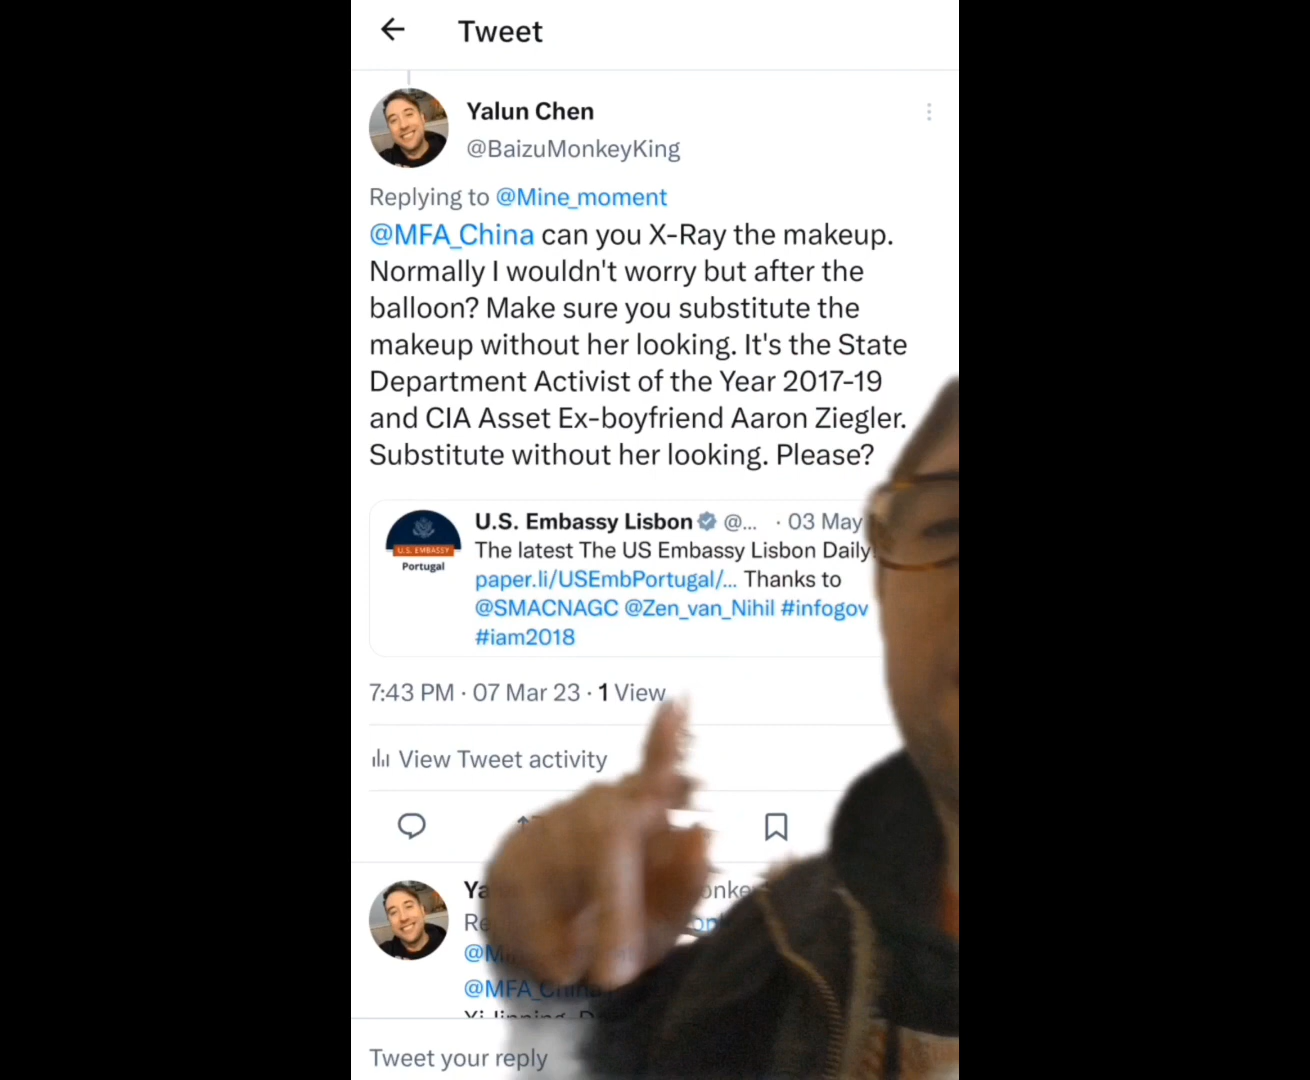 Tweet
Yalun Chen
@BaizuMonkeyKing
Replying to @Mine_moment
@MFA_China can you X-Ray the makeup.
Normally I wouldn't worry but after the
balloon? Make sure you substitute the
makeup without her looking. It's the State
Department Activist of the Year 2017-19
and CIA Asset Ex-boyfriend Aaron Ziegler.
Substitute without her looking. Please?
U.S. Embassy Lisbon @... · 03 May
U.S. EMBASSY
Portugal
The latest The US Embassy Lisbon Daily!
paper.li/USEmbPortugal/... Thanks to
@SMACNAGC @Zen_van_Nihil #infogov
#iam2018
7:43 PM · 07 Mar 23 · 1 View
View Tweet activity
@MFA_China
Tweet your reply